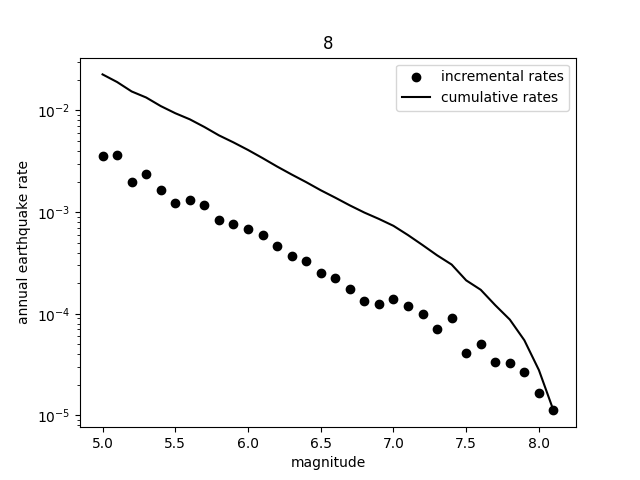 8
incremental rates
cumulative rates
annual earthquake rate
10⁻²
10⁻³
10⁻⁴
10⁻⁵
5.0 5.5 6.0 6.5 7.0 7.5 8.0
magnitude